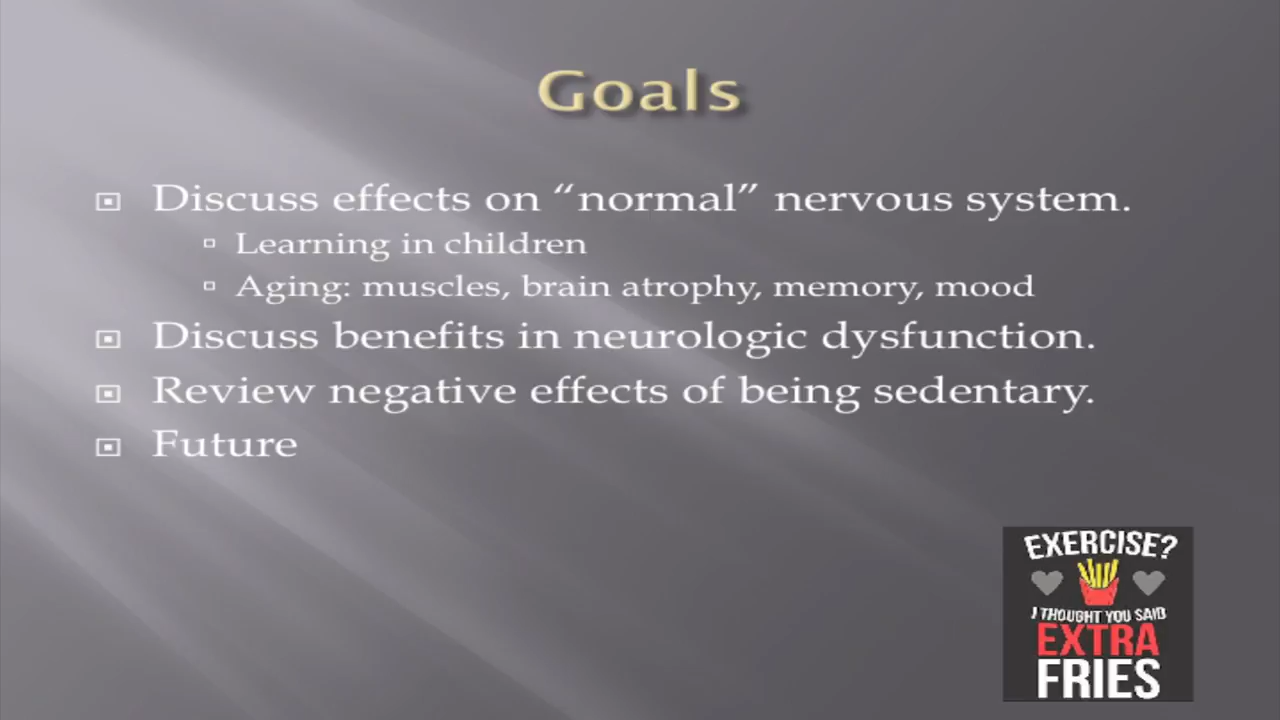 Goals
Discuss effects on “normal” nervous system.
Learning in children
Aging: muscles, brain atrophy, memory, mood
Discuss benefits in neurologic dysfunction.
Review negative effects of being sedentary.
Future
EXERCISE?
I THOUGHT YOU SAID
EXTRA
FRIES